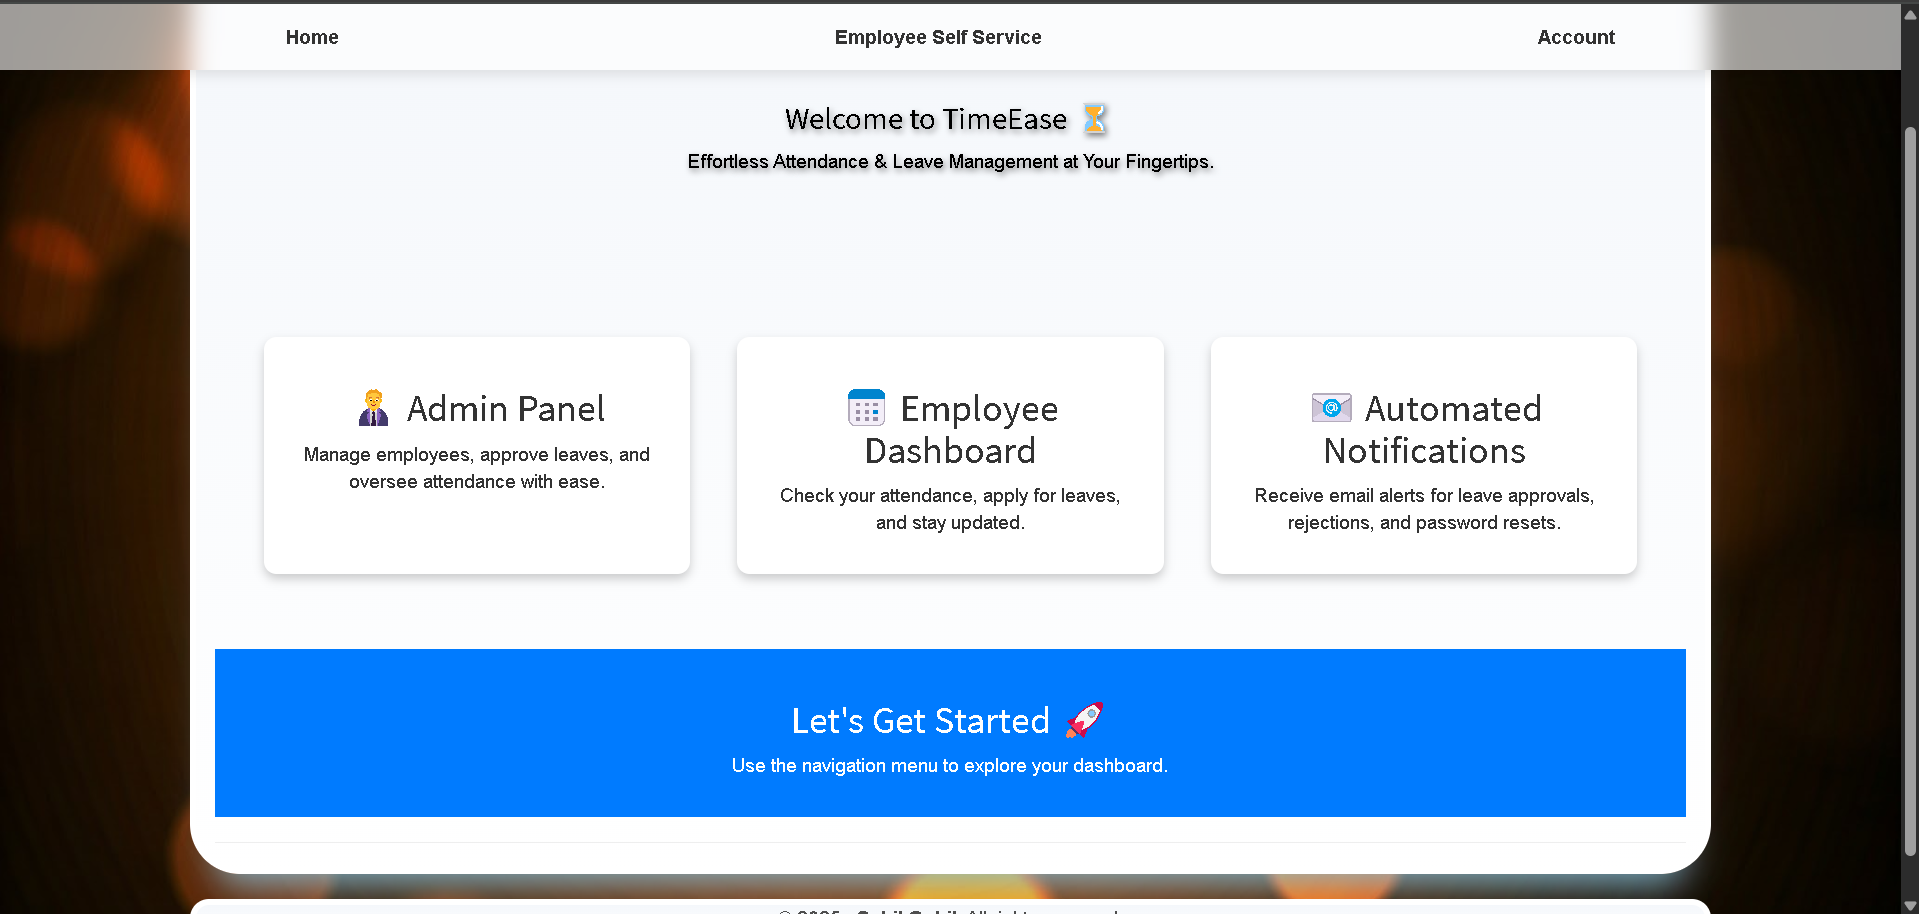 Home Employee Self Service Account
Welcome to TimeEase
Effortless Attendance & Leave Management at Your Fingertips.
Admin Panel
Manage employees, approve leaves, and
oversee attendance with ease.
Employee
Dashboard
Check your attendance, apply for leaves,
and stay updated.
Automated
Notifications
Receive email alerts for leave approvals,
rejections, and password resets.
Let's Get Started
Use the navigation menu to explore your dashboard.